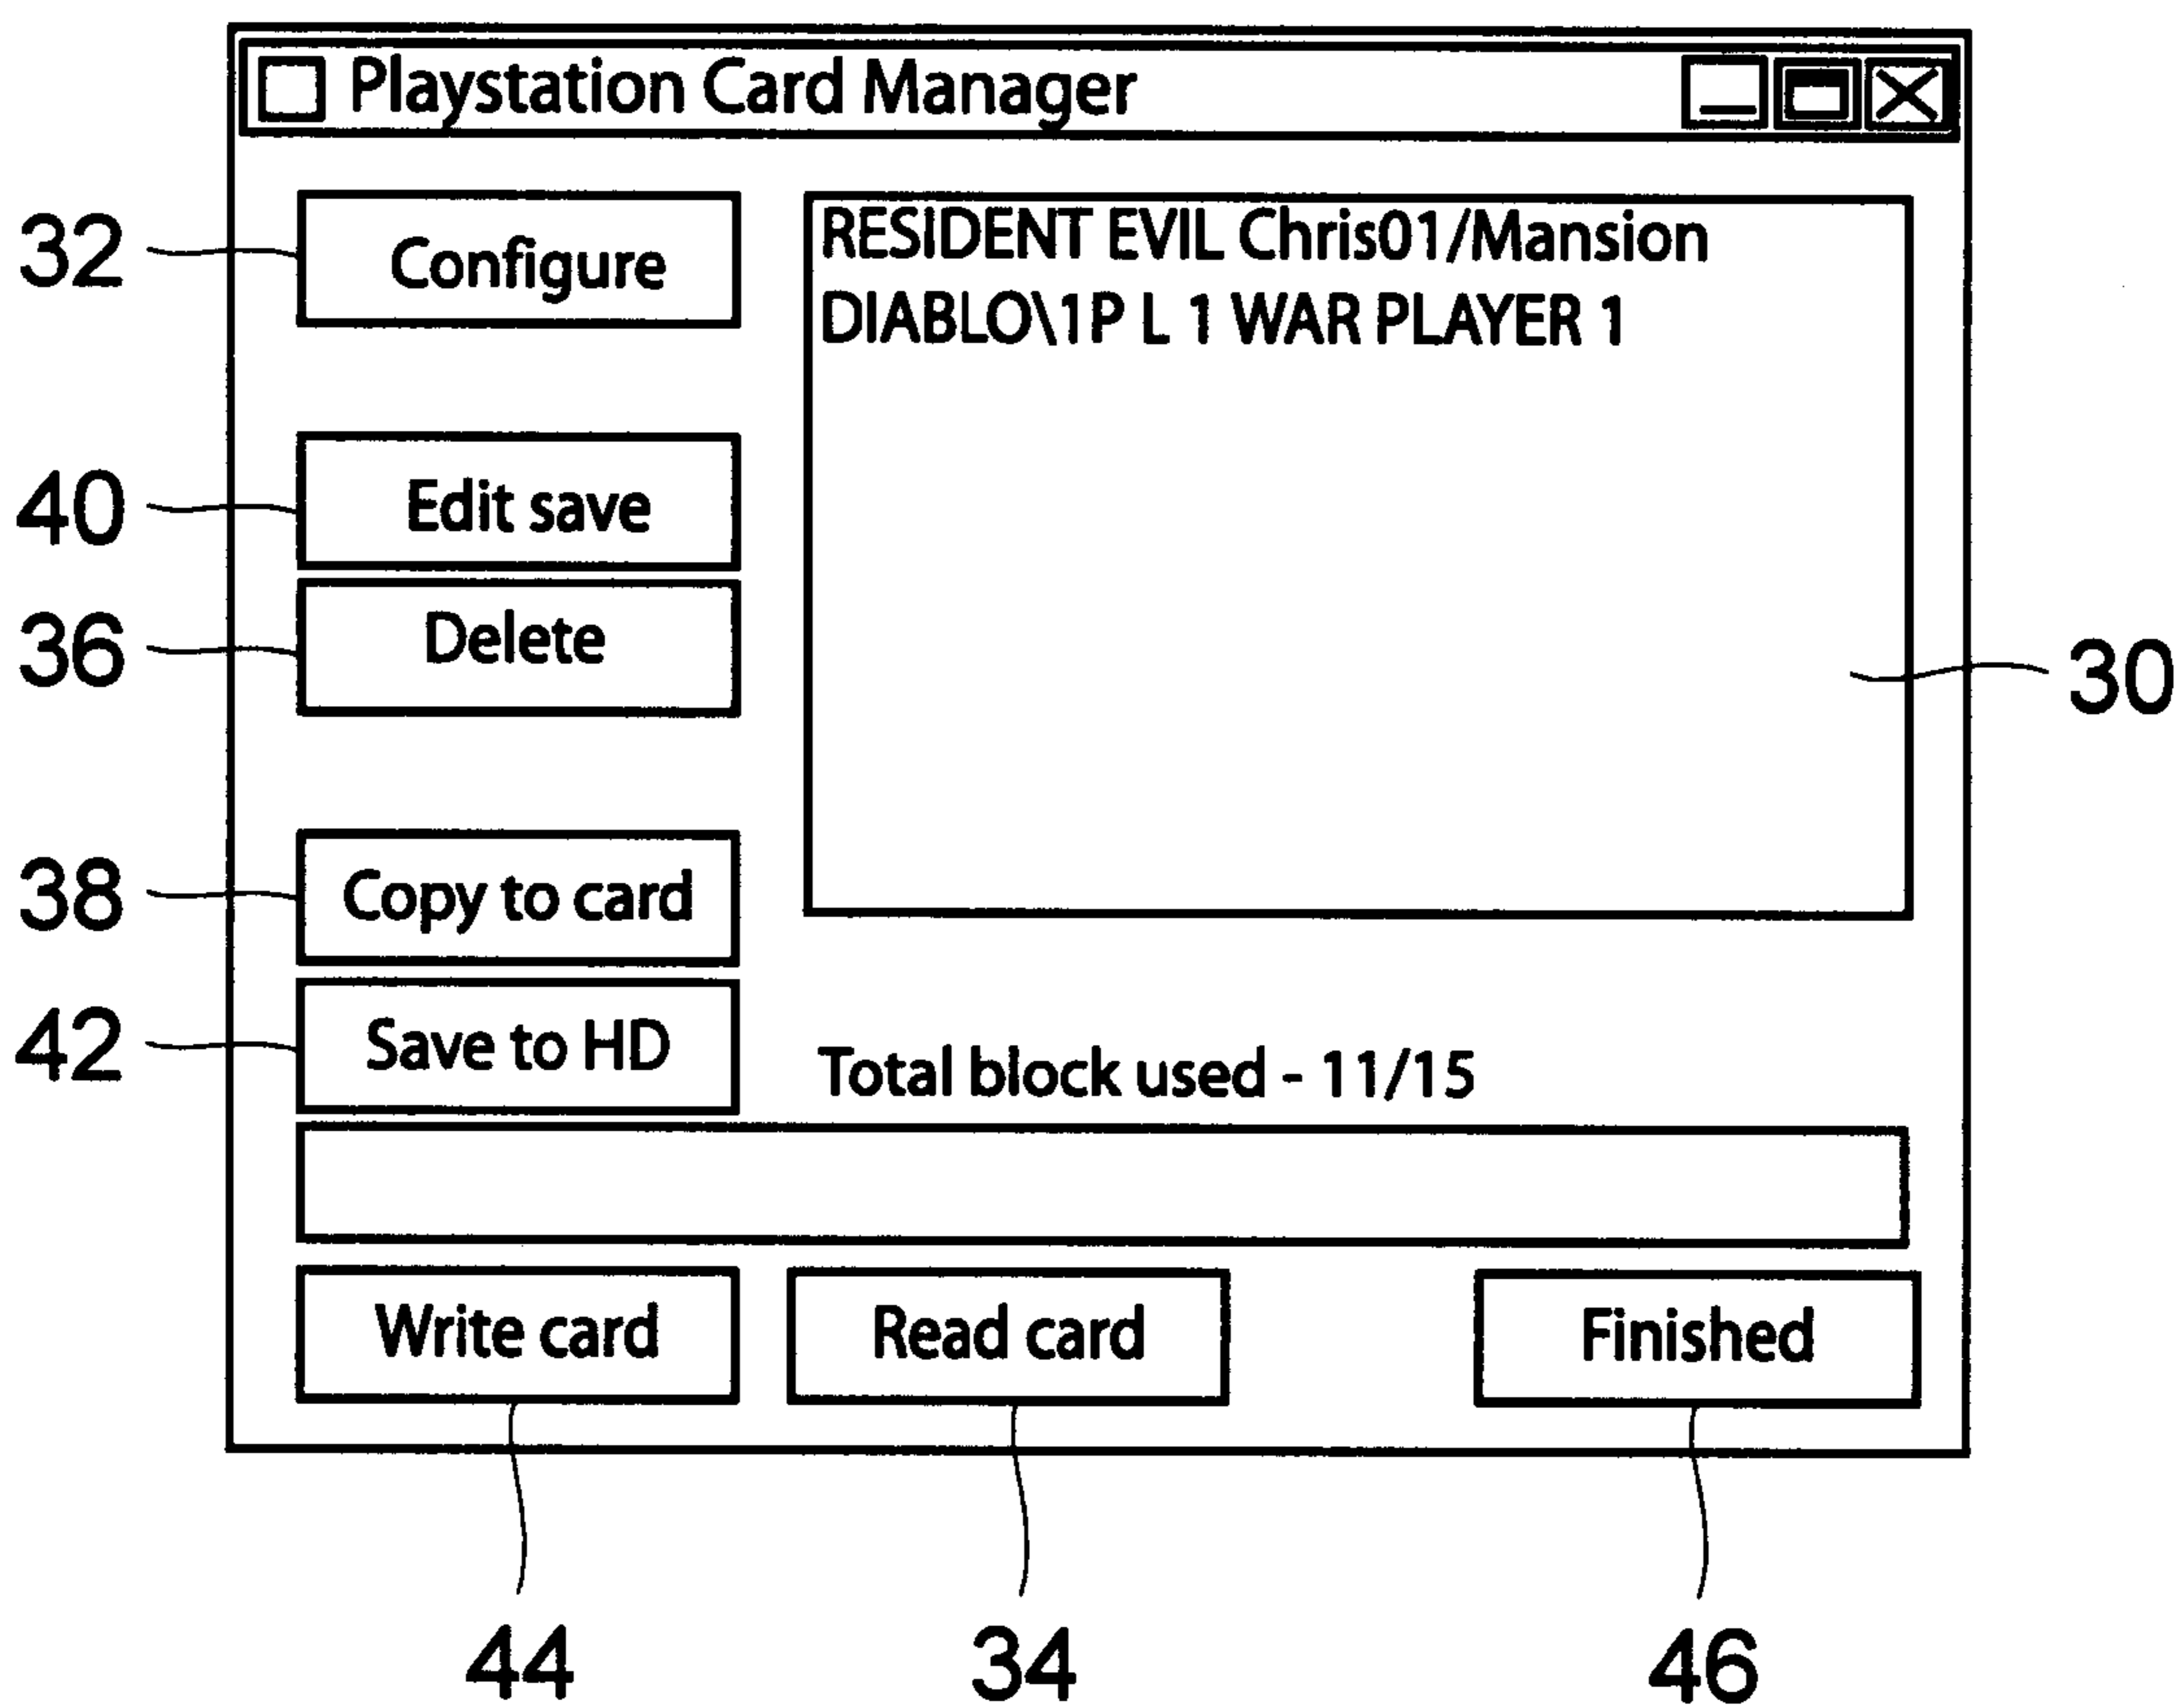 Playstation Card Manager
32
Configure
RESIDENT EVIL Chris01/Mansion
DIABLO\1P L 1 WAR PLAYER 1
40
Edit save
36
Delete
30
38
Copy to card
42
Save to HD
Total block used - 11/15
Write card
Read card
Finished
44
34
46